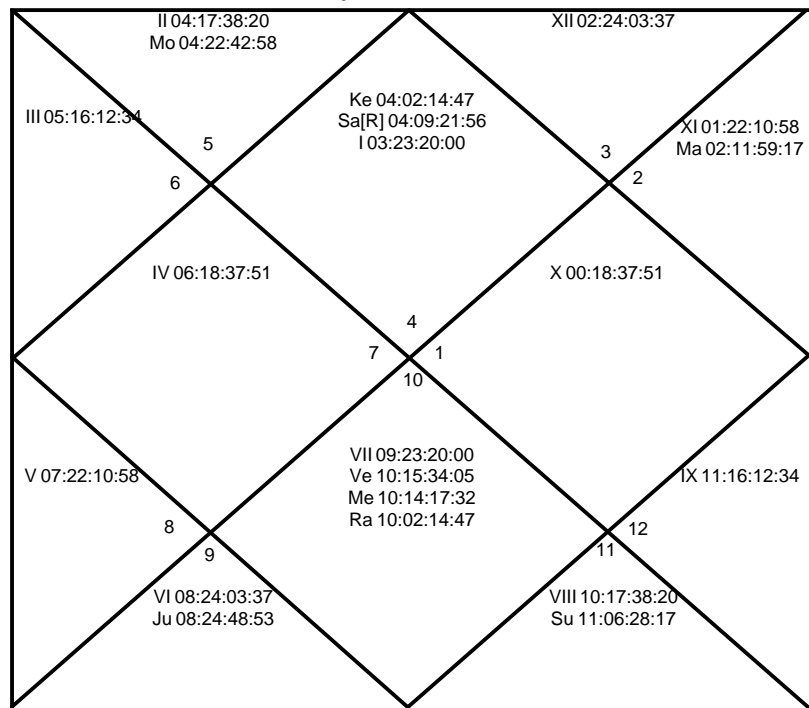 II 04:17:38:20
Mo 04:22:42:58
XII 02:24:03:37
Ke 04:02:14:47
Sa[R] 04:09:21:56
I 03:23:20:00
III 05:16:12:34
XI 01:22:10:58
Ma 02:11:59:17
5
3
6
2
IV 06:18:37:51
X 00:18:37:51
4
7
1
10
VII 09:23:20:00
Ve 10:15:34:05
Me 10:14:17:32
Ra 10:02:14:47
V 07:22:10:58
IX 11:16:12:34
8
12
9
11
VI 08:24:03:37
Ju 08:24:48:53
VIII 10:17:38:20
Su 11:06:28:17